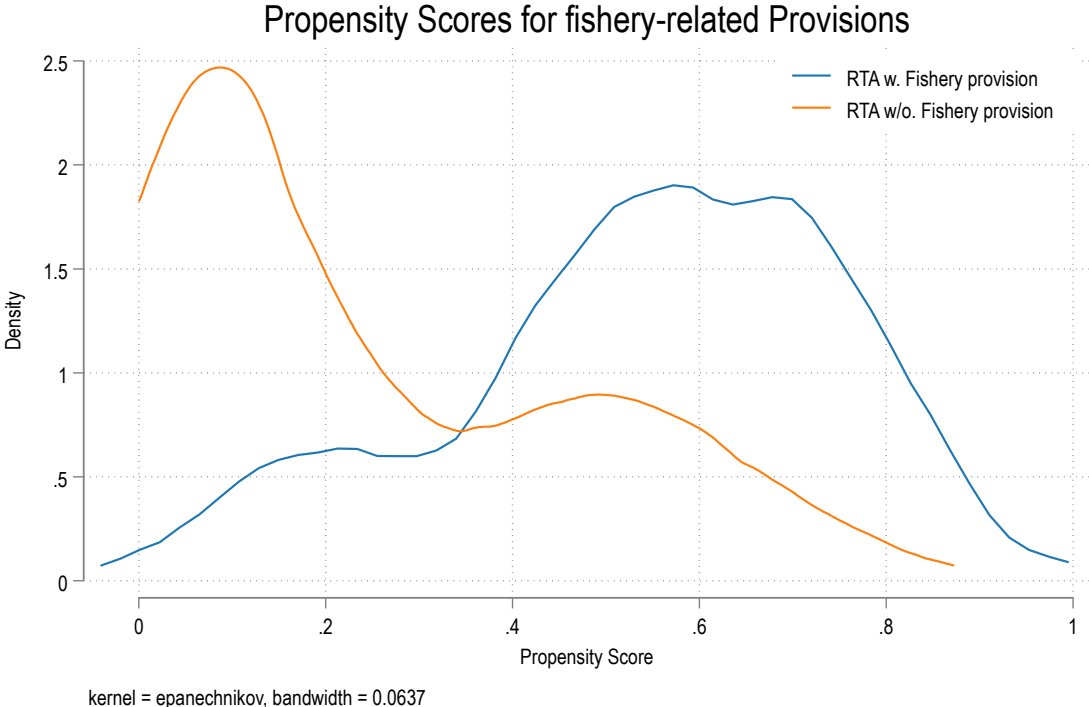 Propensity Scores for fishery-related Provisions
RTA w. Fishery provision
RTA w/o. Fishery provision
2.5
2
1.5
1
.5
0
Density
0 .2 .4 .6 .8 1
Propensity Score
kernel = epanechnikov, bandwidth = 0.0637